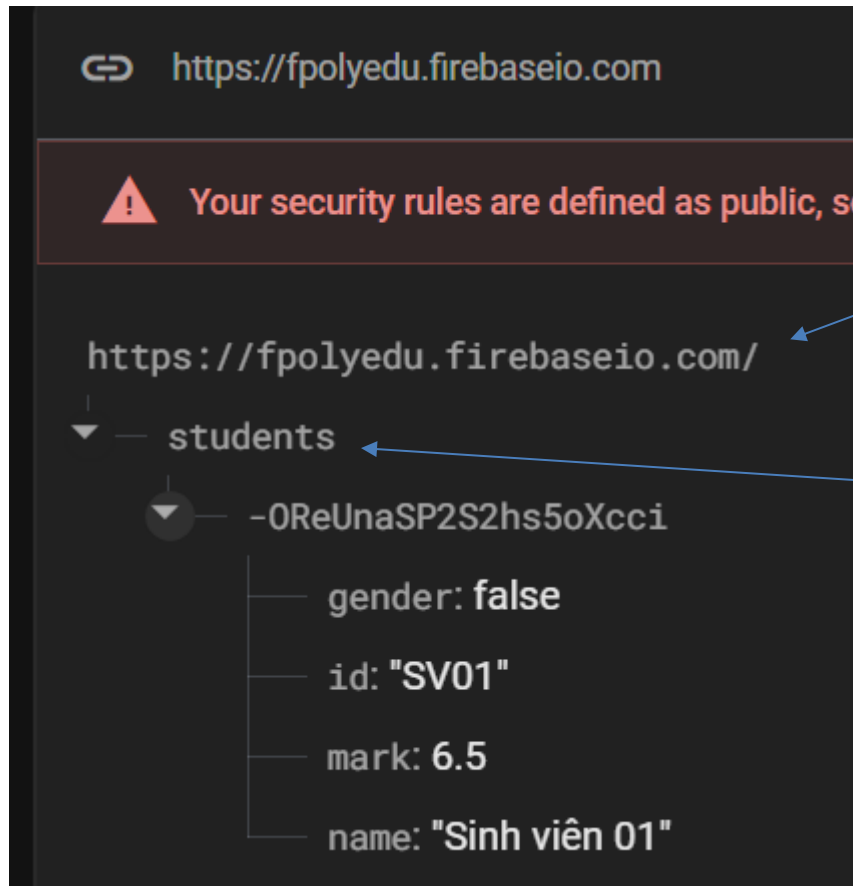 https://fpolyedu.firebaseio.com
Your security rules are defined as public,
https://fpolyedu.firebaseio.com/
students
-OReUnaSP2S2hs5oXcci
gender: false
id: "SV01"
mark: 6.5
name: "Sinh viên 01"